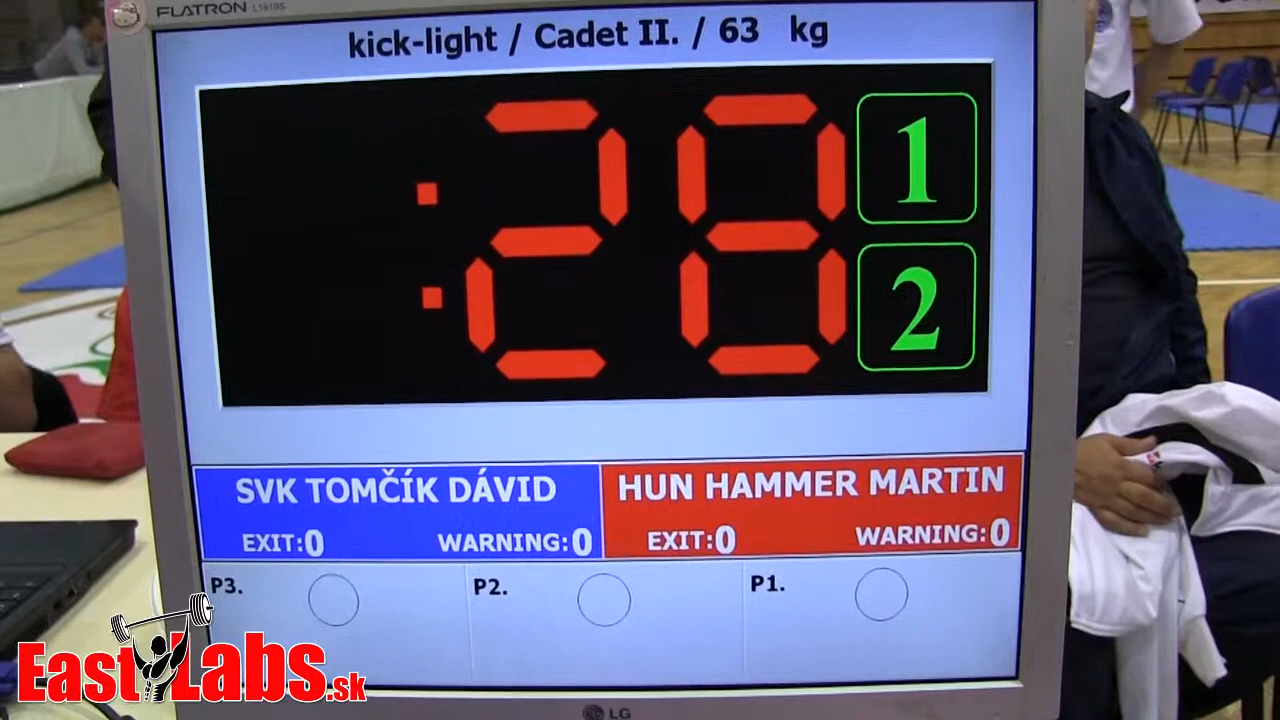 FLATRON L1919S
kick-light / Cadet II. / 63 kg
:28
1
2
SVK TOMČÍK DÁVID
EXIT:0 WARNING:0
HUN HAMMER MARTIN
EXIT:0 WARNING:0
P3. P2. P1.
EastLabs.sk
LG